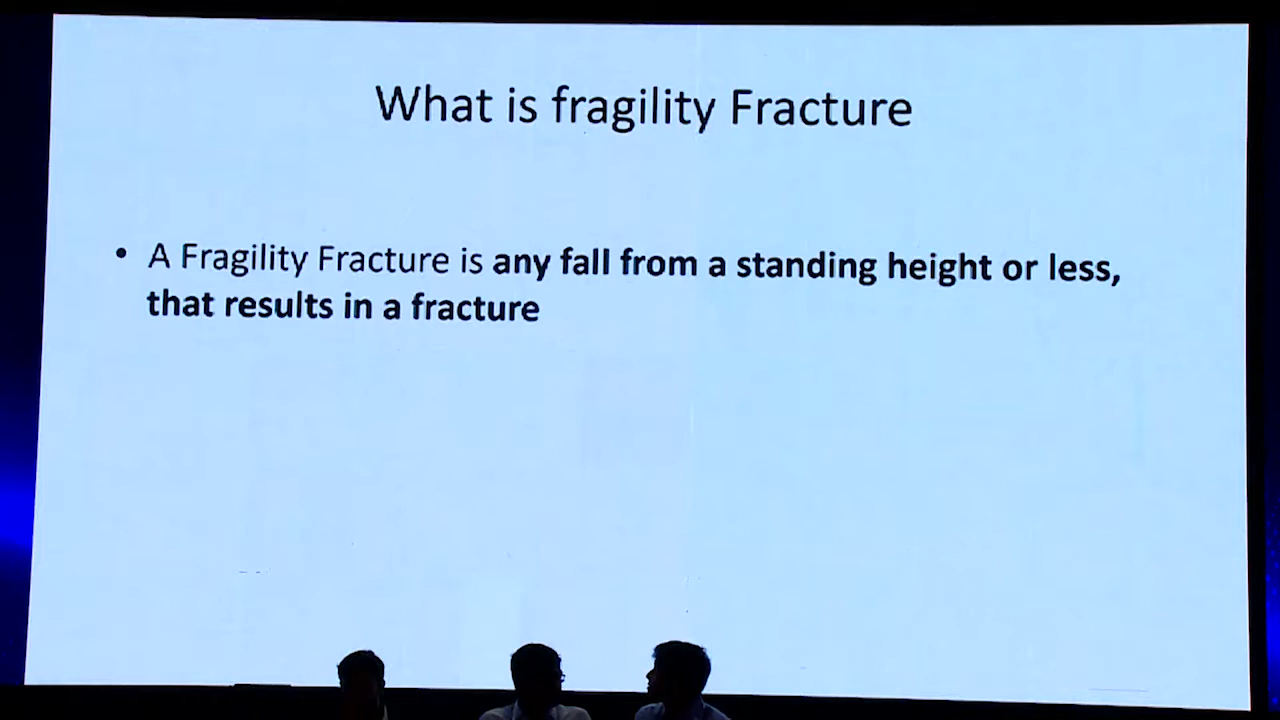 What is fragility Fracture
• A Fragility Fracture is any fall from a standing height or less,
that results in a fracture